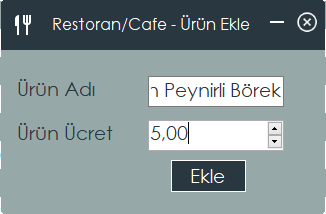 Restoran/Cafe - Ürün Ekle
Ürün Adı
Peynirli Börek
Ürün Ücret
5,00
Ekle